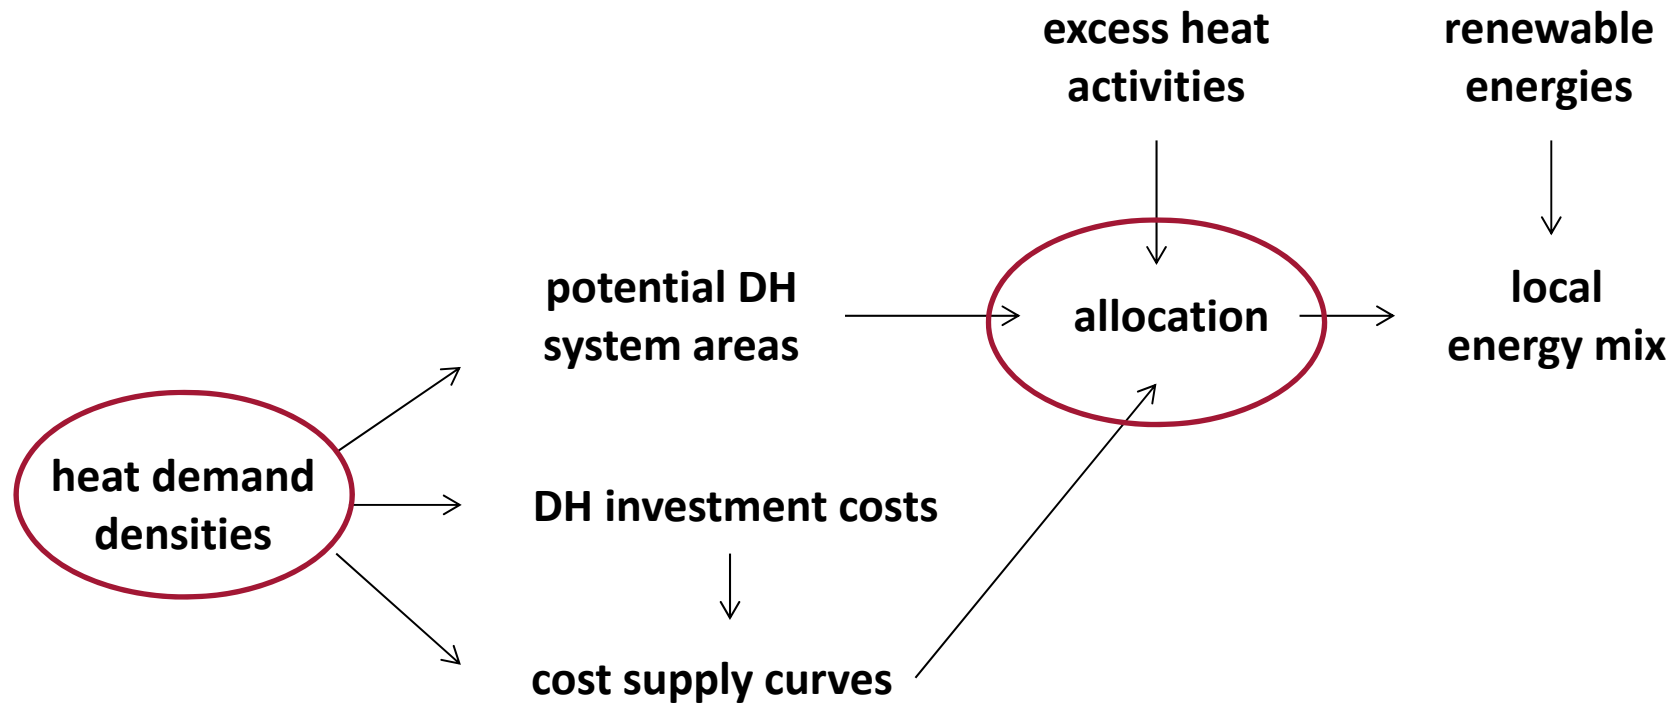 excess heat
activities
renewable
energies
potential DH
system areas
allocation
local
energy mix
heat demand
densities
DH investment costs
cost supply curves